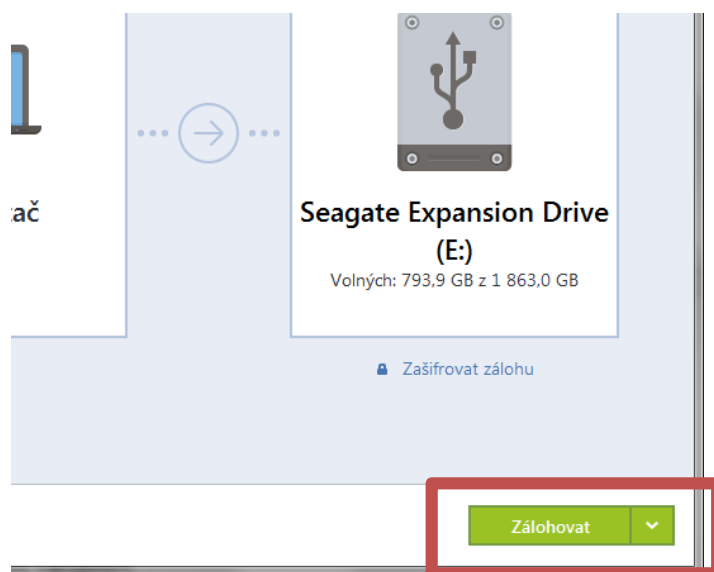 ač
Seagate Expansion Drive
(E:)
Volných: 793,9 GB z 1 863,0 GB
Zašifrovat zálohu
Zálohovat